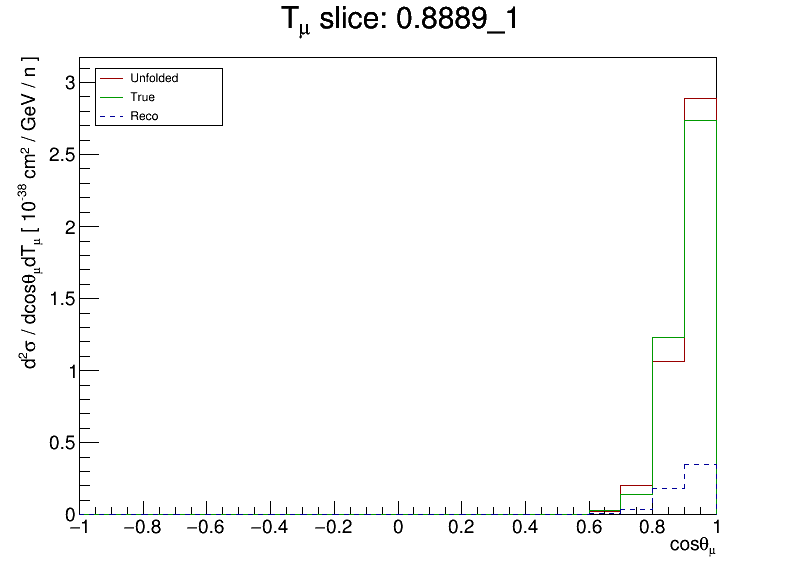 Tμ slice: 0.8889_1
d²σ / dcosθμdTμ [ 10⁻³⁸ cm² / GeV / n ]
Unfolded
True
Reco
3
2.5
2
1.5
1
0.5
0
−1 −0.8 −0.6 −0.4 −0.2 0 0.2 0.4 0.6 0.8 1
cosθμ